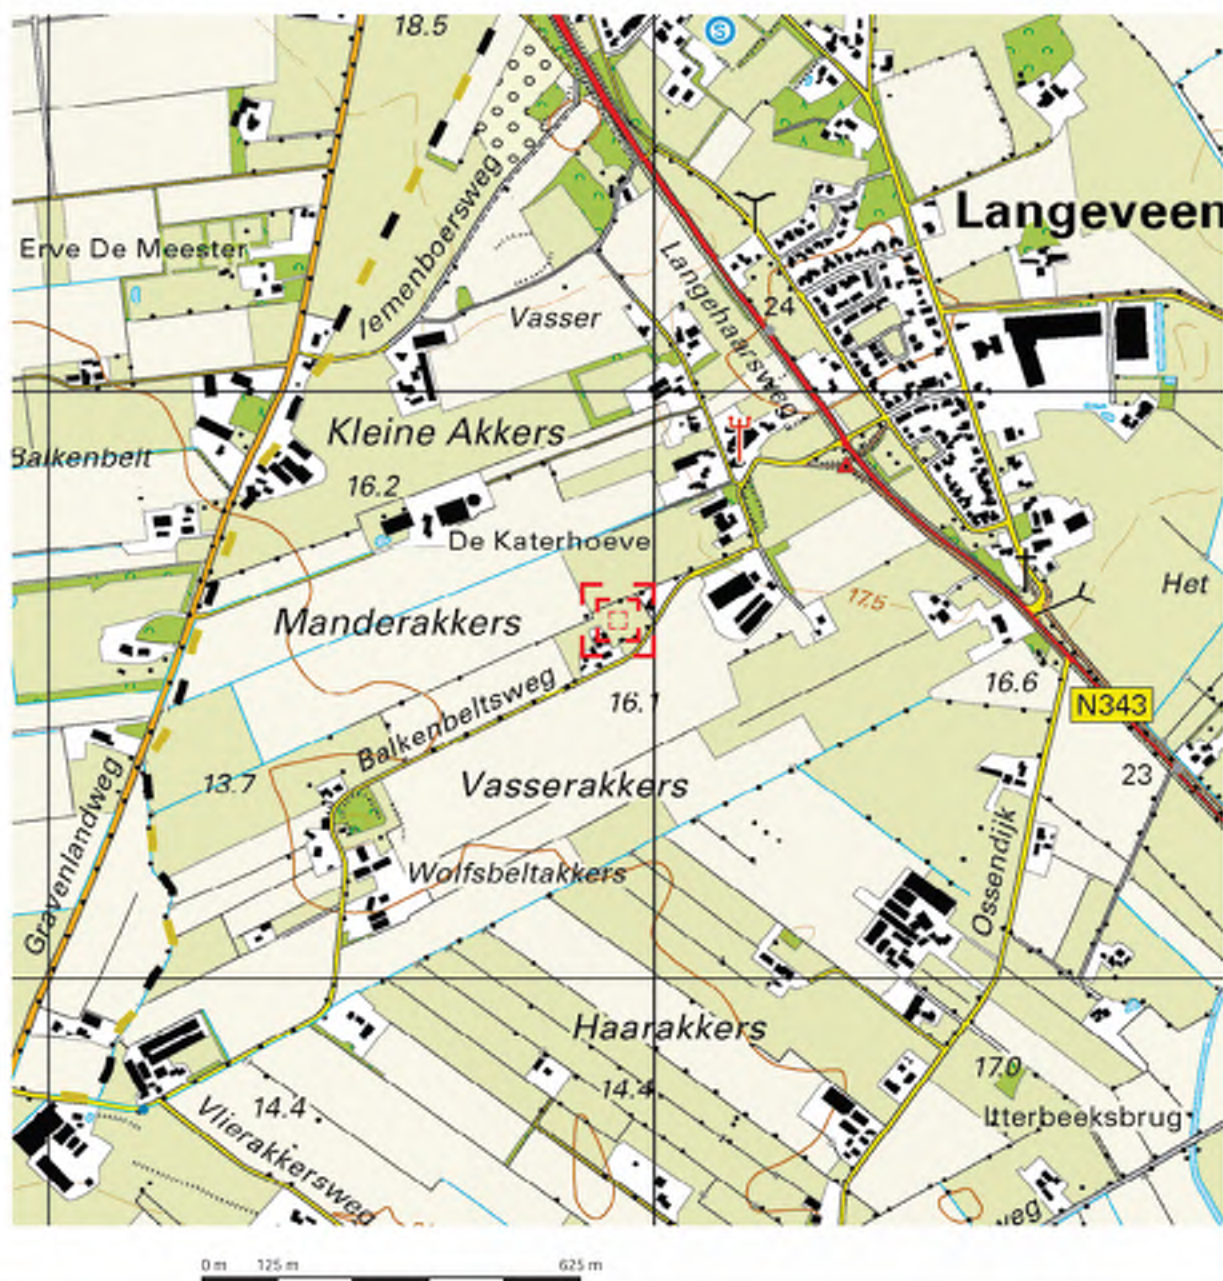 18.5
S
Langeveen
Erve De Meester
Iemenboersweg
Langehaarsweg
Vasser
24
Kleine Akkers
Balkenbelt
16.2
De Katerhoeve
Het
17.5
Manderakkers
16.6
16.1
N343
Balkenbeltsweg
23
13.7
Vasserakkers
Gravenlandweg
Ossendijk
Wolfsbeltakkers
Haarakkers
17.0
14.4
14.4
Itterbeeksbrug
Vlierakkersweg
weg
0 m 125 m 625 m